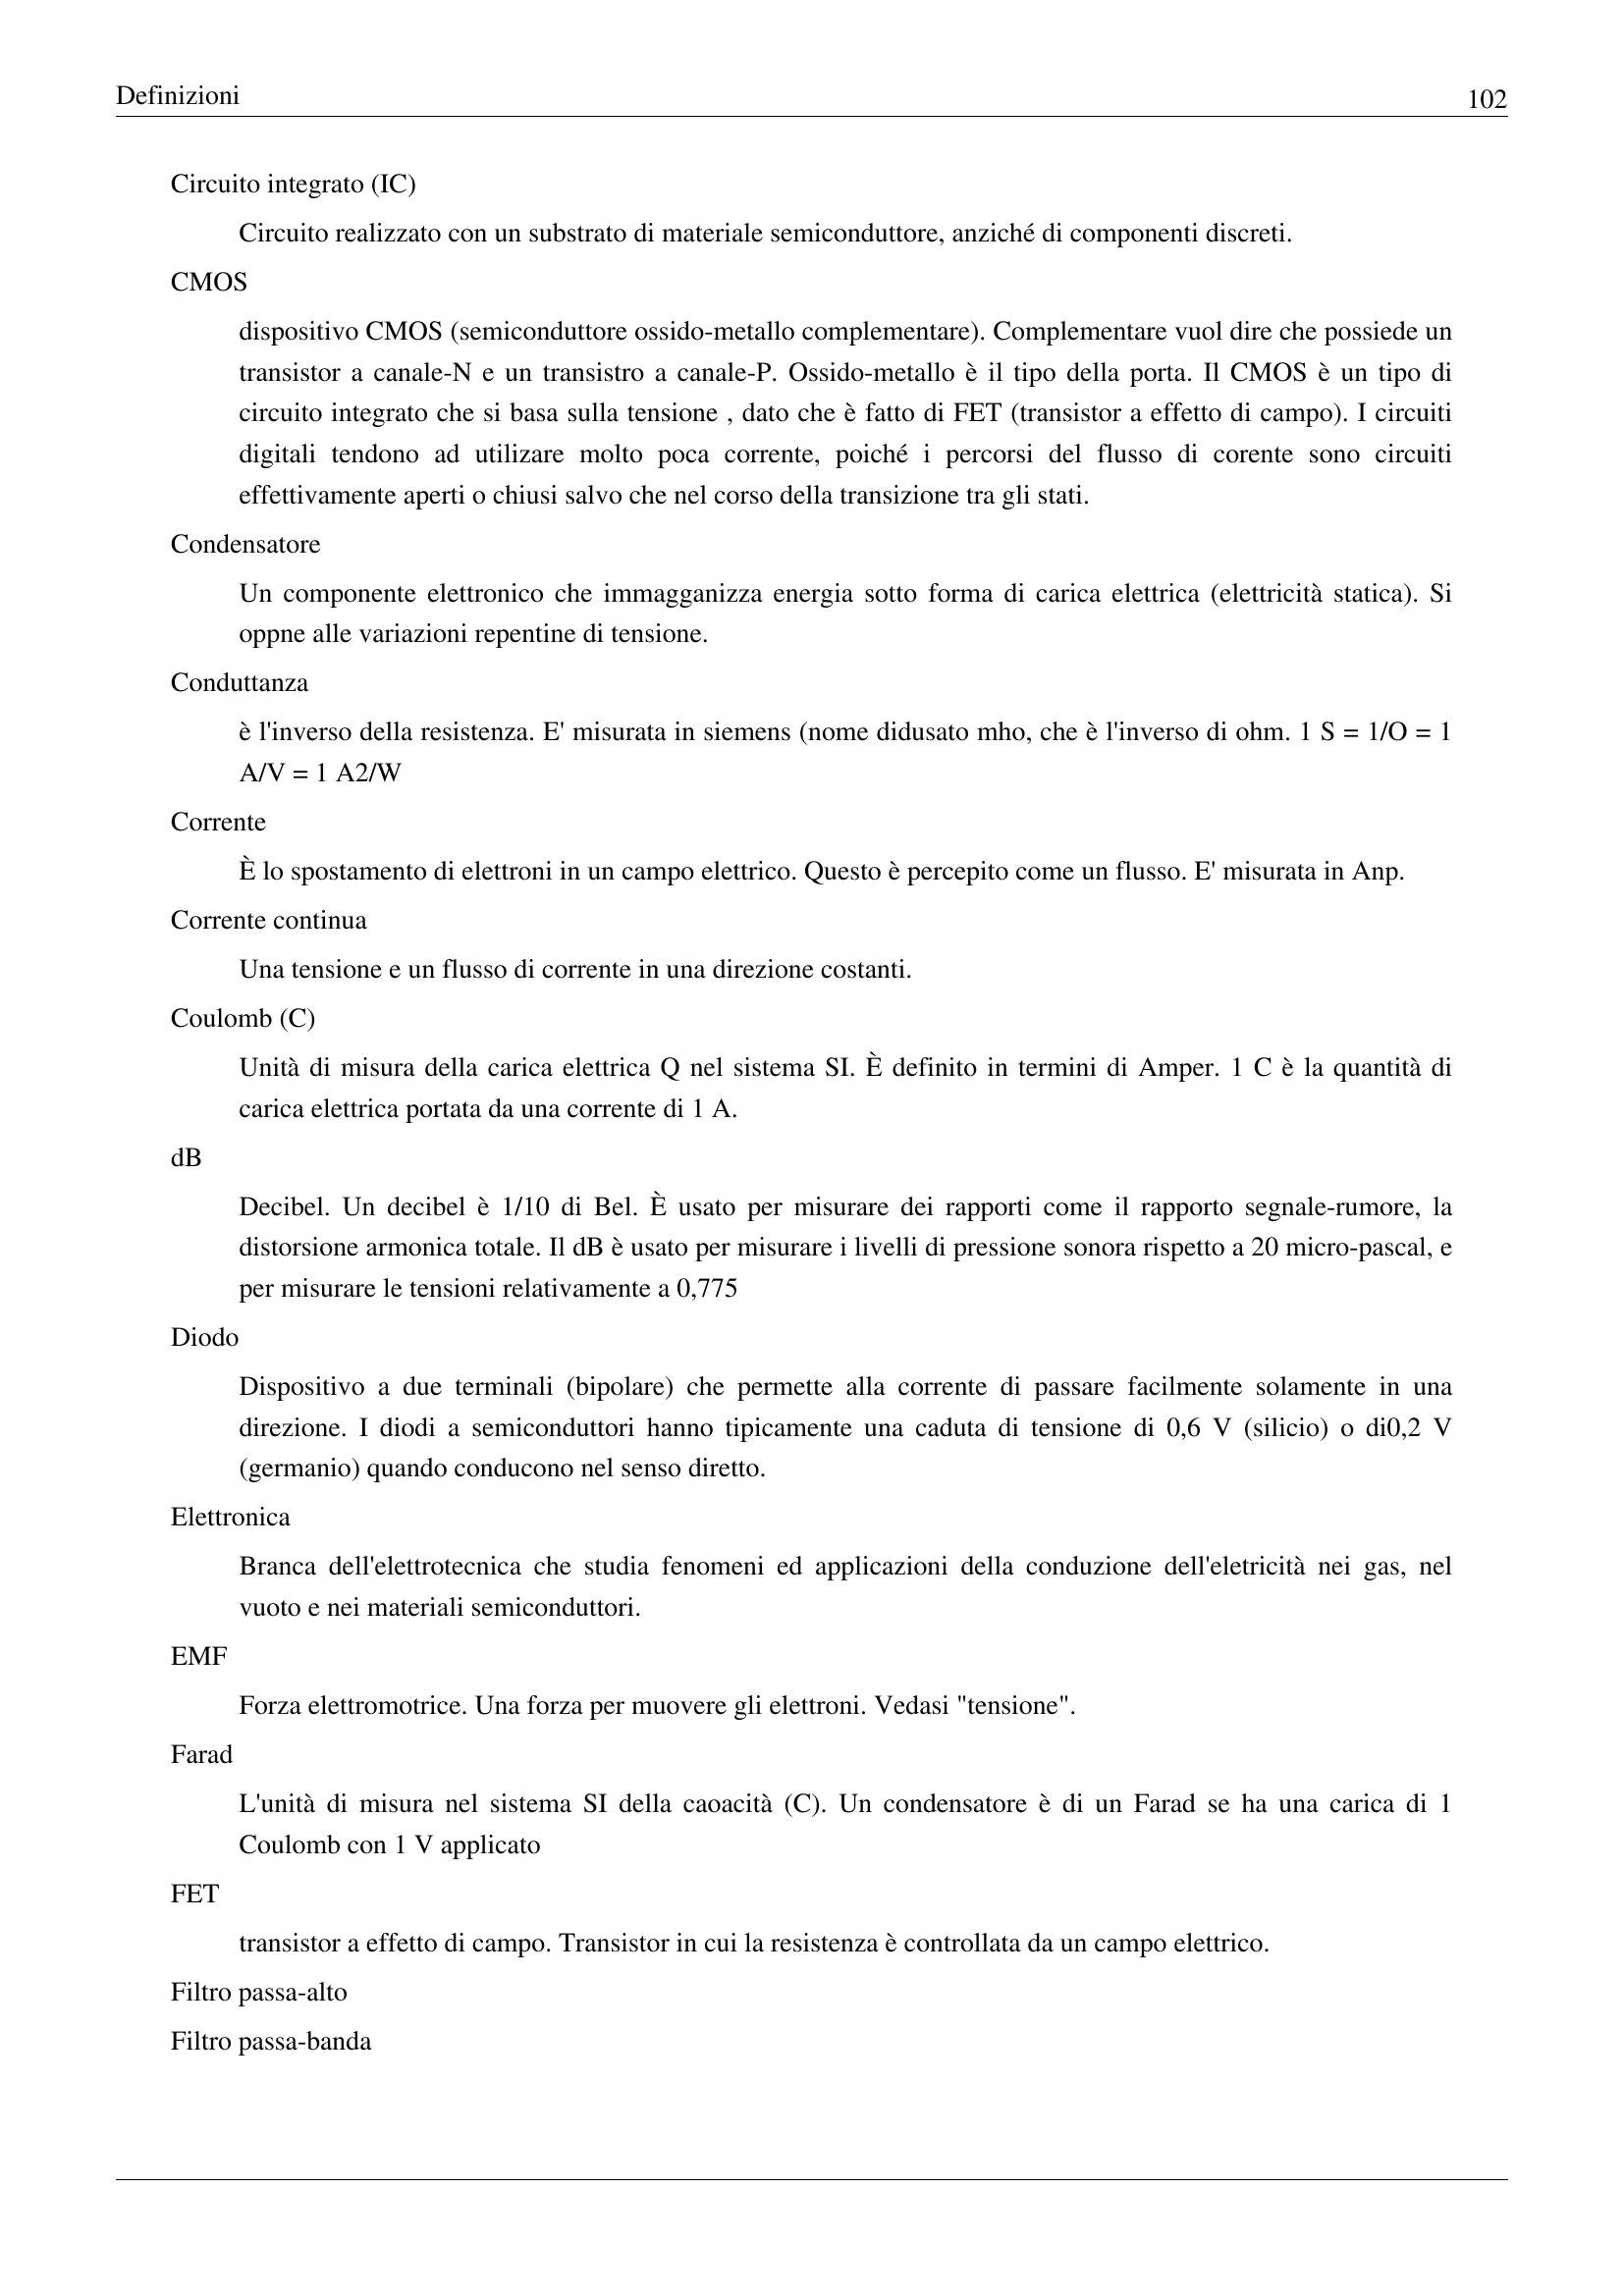 Definizioni 102
Circuito integrato (IC)
Circuito realizzato con un substrato di materiale semiconduttore, anziché di componenti discreti.
CMOS
dispositivo CMOS (semiconduttore ossido-metallo complementare). Complementare vuol dire che possiede un
transistor a canale-N e un transistro a canale-P. Ossido-metallo è il tipo della porta. Il CMOS è un tipo di
circuito integrato che si basa sulla tensione , dato che è fatto di FET (transistor a effetto di campo). I circuiti
digitali tendono ad utilizare molto poca corrente, poiché i percorsi del flusso di corente sono circuiti
effettivamente aperti o chiusi salvo che nel corso della transizione tra gli stati.
Condensatore
Un componente elettronico che immagganizza energia sotto forma di carica elettrica (elettricità statica). Si
oppne alle variazioni repentine di tensione.
Conduttanza
è l'inverso della resistenza. E' misurata in siemens (nome didusato mho, che è l'inverso di ohm. 1 S = 1/O = 1
A/V = 1 A2/W
Corrente
È lo spostamento di elettroni in un campo elettrico. Questo è percepito come un flusso. E' misurata in Anp.
Corrente continua
Una tensione e un flusso di corrente in una direzione costanti.
Coulomb (C)
Unità di misura della carica elettrica Q nel sistema SI. È definito in termini di Amper. 1 C è la quantità di
carica elettrica portata da una corrente di 1 A.
dB
Decibel. Un decibel è 1/10 di Bel. È usato per misurare dei rapporti come il rapporto segnale-rumore, la
distorsione armonica totale. Il dB è usato per misurare i livelli di pressione sonora rispetto a 20 micro-pascal, e
per misurare le tensioni relativamente a 0,775
Diodo
Dispositivo a due terminali (bipolare) che permette alla corrente di passare facilmente solamente in una
direzione. I diodi a semiconduttori hanno tipicamente una caduta di tensione di 0,6 V (silicio) o di0,2 V
(germanio) quando conducono nel senso diretto.
Elettronica
Branca dell'elettrotecnica che studia fenomeni ed applicazioni della conduzione dell'eletricità nei gas, nel
vuoto e nei materiali semiconduttori.
EMF
Forza elettromotrice. Una forza per muovere gli elettroni. Vedasi "tensione".
Farad
L'unità di misura nel sistema SI della caoacità (C). Un condensatore è di un Farad se ha una carica di 1
Coulomb con 1 V applicato
FET
transistor a effetto di campo. Transistor in cui la resistenza è controllata da un campo elettrico.
Filtro passa-alto
Filtro passa-banda